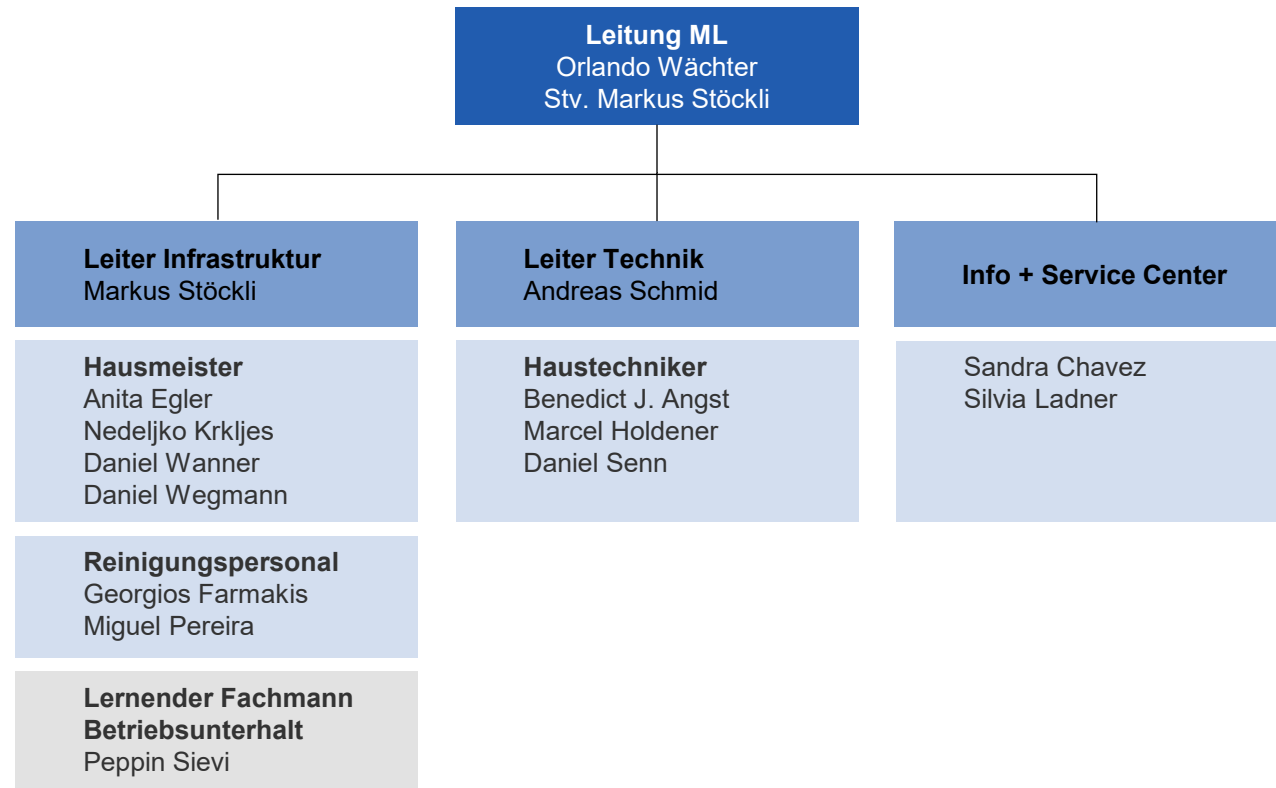 Leitung ML
Orlando Wächter
Stv. Markus Stöckli
Leiter Infrastruktur
Markus Stöckli
Hausmeister
Anita Egler
Nedeljko Krkljes
Daniel Wanner
Daniel Wegmann
Reinigungspersonal
Georgios Farmakis
Miguel Pereira
Lernender Fachmann
Betriebsunterhalt
Peppin Sievi
Leiter Technik
Andreas Schmid
Haustechniker
Benedict J. Angst
Marcel Holdener
Daniel Senn
Info + Service Center
Sandra Chavez
Silvia Ladner